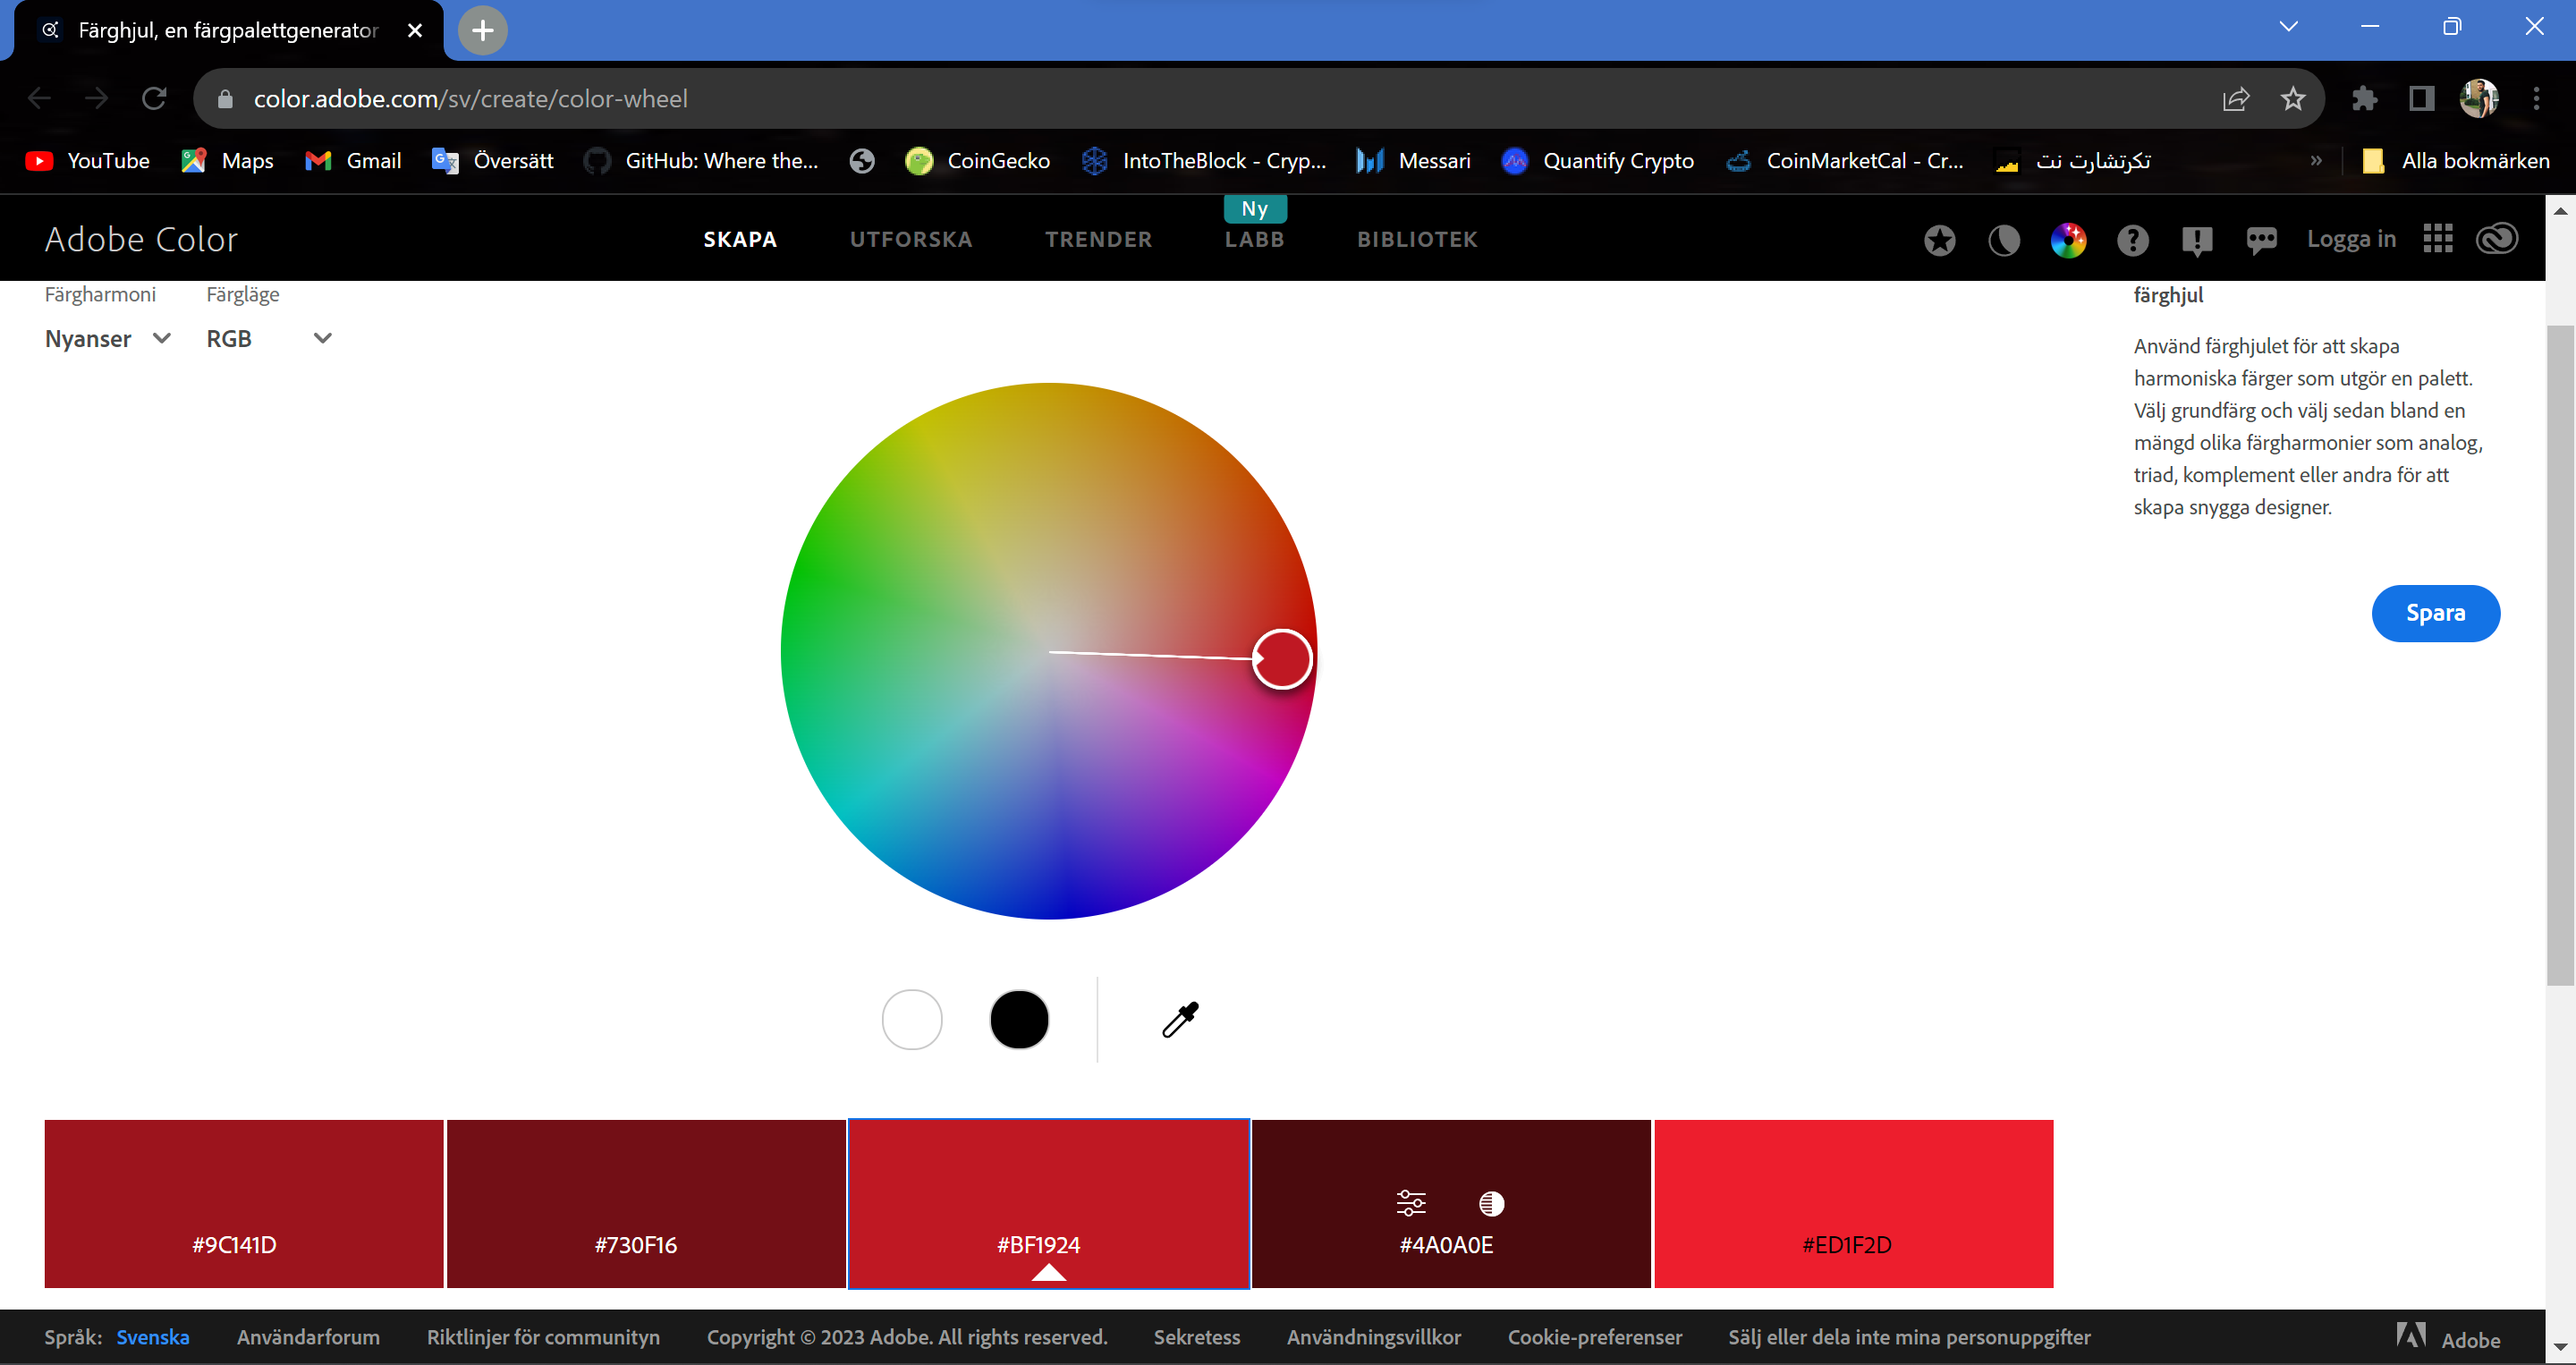 Färghjul, en färgpalettgenerator
color.adobe.com/sv/create/color-wheel
YouTube Maps Gmail Översätt GitHub: Where the... CoinGecko IntoTheBlock - Cryp... Messari Quantify Crypto CoinMarketCal - Cr... تکرتشارت نت » Alla bokmärken
Ny
Adobe Color SKAPA UTFORSKA TRENDER LABB BIBLIOTEK Logga in
Färgharmoni Färgläge
Nyanser RGB
färghjul
Använd färghjulet för att skapa
harmoniska färger som utgör en palett.
Välj grundfärg och välj sedan bland en
mängd olika färgharmonier som analog,
triad, komplement eller andra för att
skapa snygga designer.
Spara
#9C141D #730F16 #BF1924 #4A0A0E #ED1F2D
Språk: Svenska Användarforum Riktlinjer för communityn Copyright © 2023 Adobe. All rights reserved. Sekretess Användningsvillkor Cookie-preferenser Sälj eller dela inte mina personuppgifter Adobe